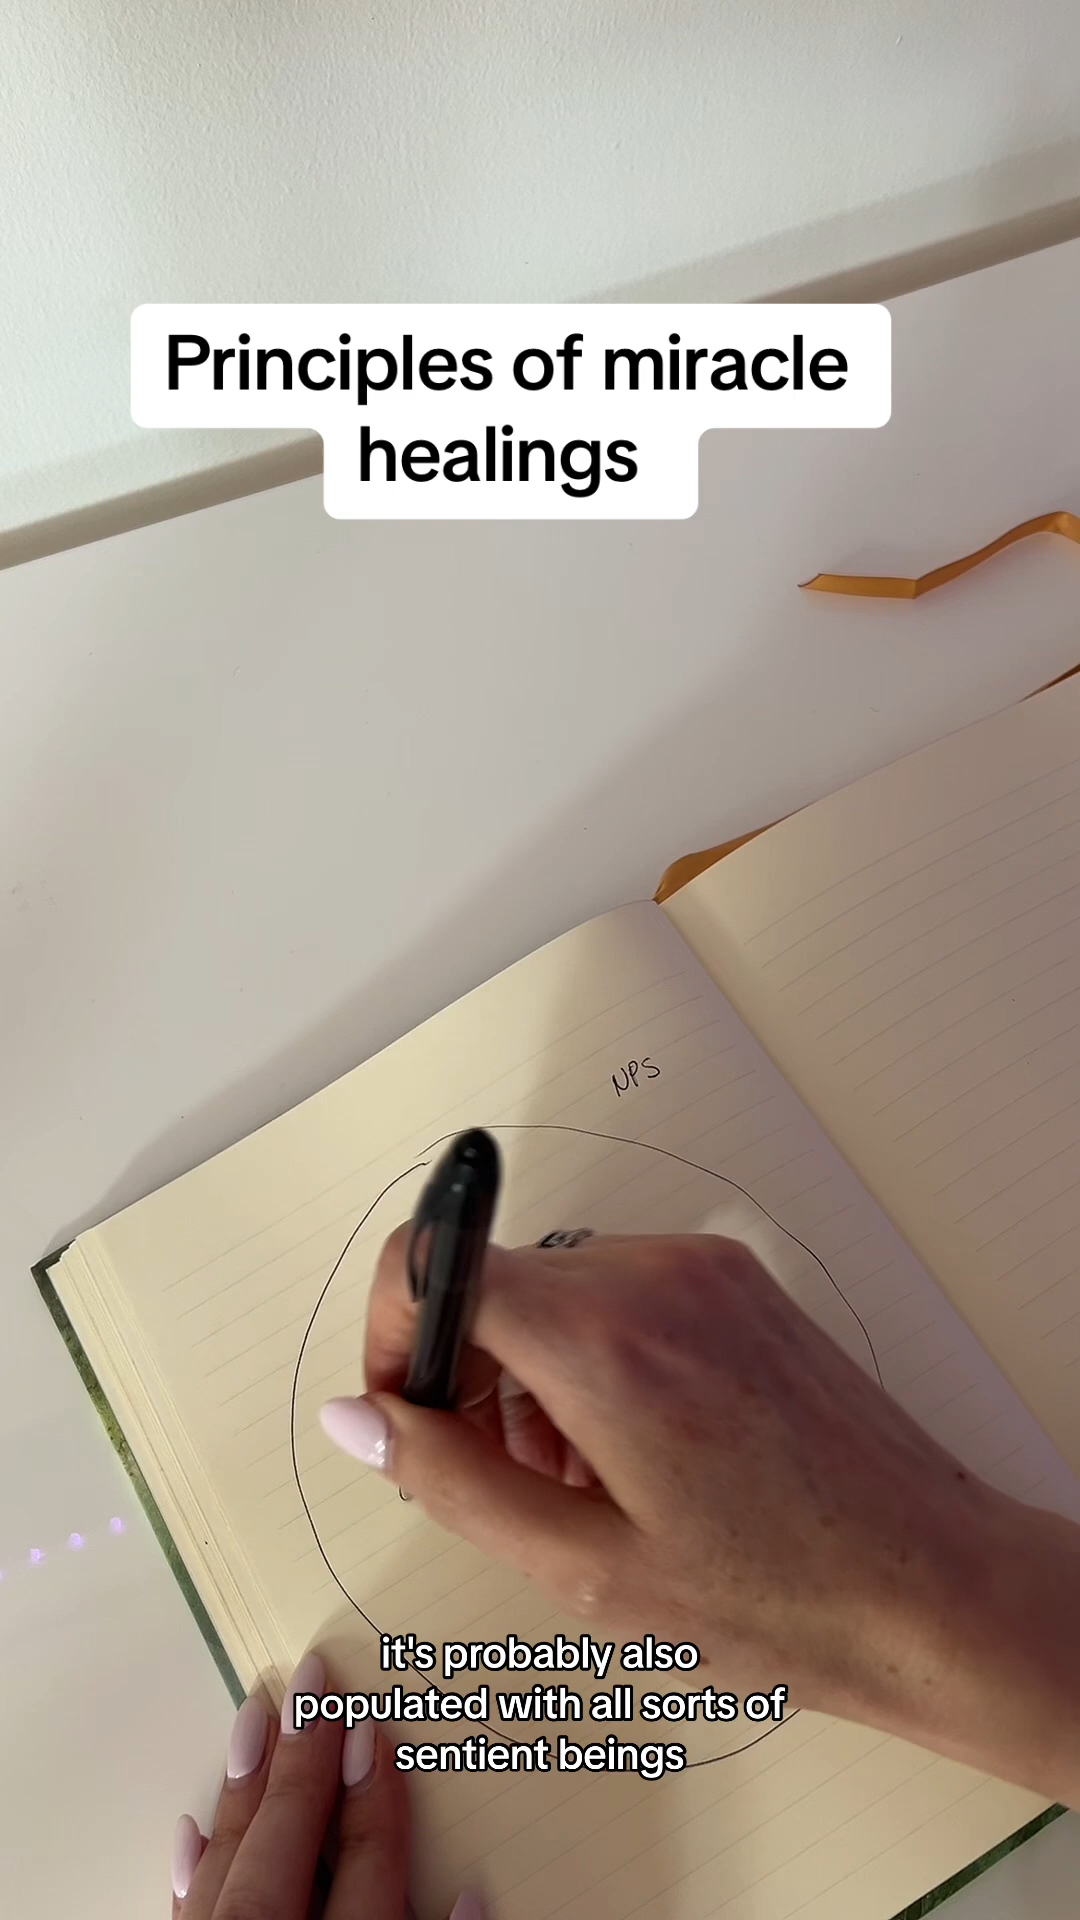 Principles of miracle
healings
NPS
it's probably also
populated with all sorts of
sentient beings